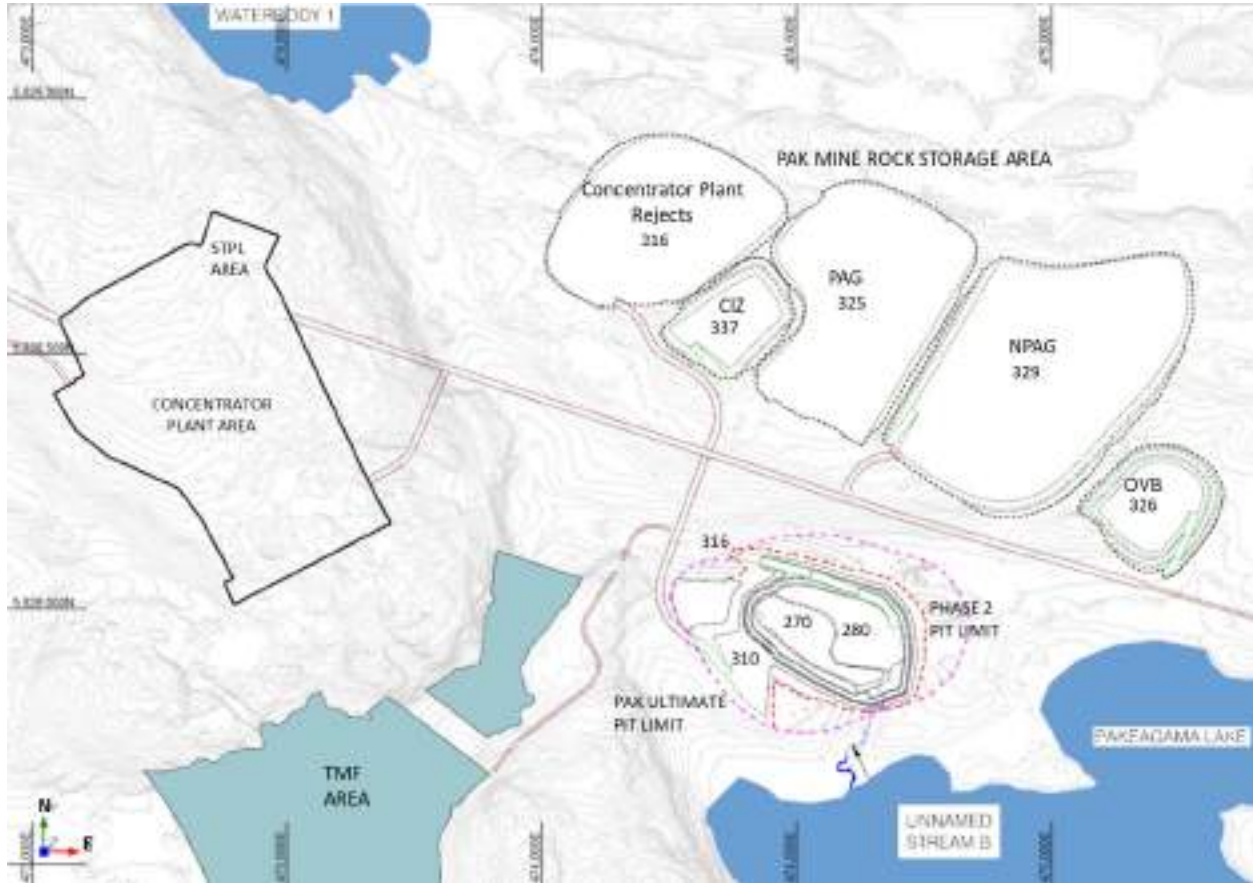 WATERBODY 1
PAK MINE ROCK STORAGE AREA
Concentrator Plant
Rejects
316
STPL
AREA
PAG
325
CIZ
337
NPAG
329
CONCENTRATOR
PLANT AREA
OVB
326
316
PHASE 2
PIT LIMIT
270
280
310
PAK ULTIMATE
PIT LIMIT
PAKEAGAMA LAKE
TMF
AREA
UNNAMED
STREAM B
N
E